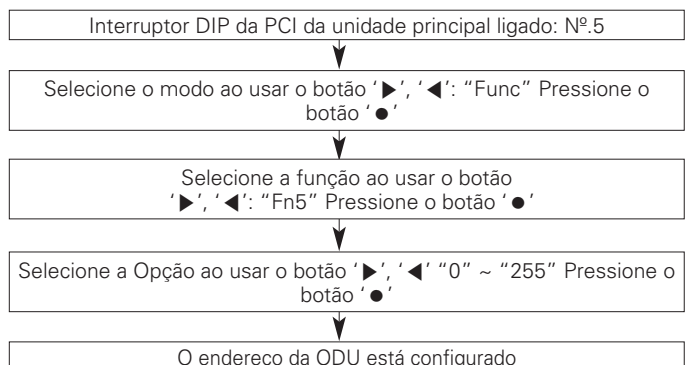 Interruptor DIP da PCI da unidade principal ligado: Nº.5
Selecione o modo ao usar o botão ‘▶’, ‘◀’: “Func” Pressione o
botão ‘●’
Selecione a função ao usar o botão
‘▶’, ‘◀’: “Fn5” Pressione o botão ‘●’
Selecione a Opção ao usar o botão ‘▶’, ‘◀’ “0” ~ “255” Pressione o
botão ‘●’
O endereço da ODU está configurado